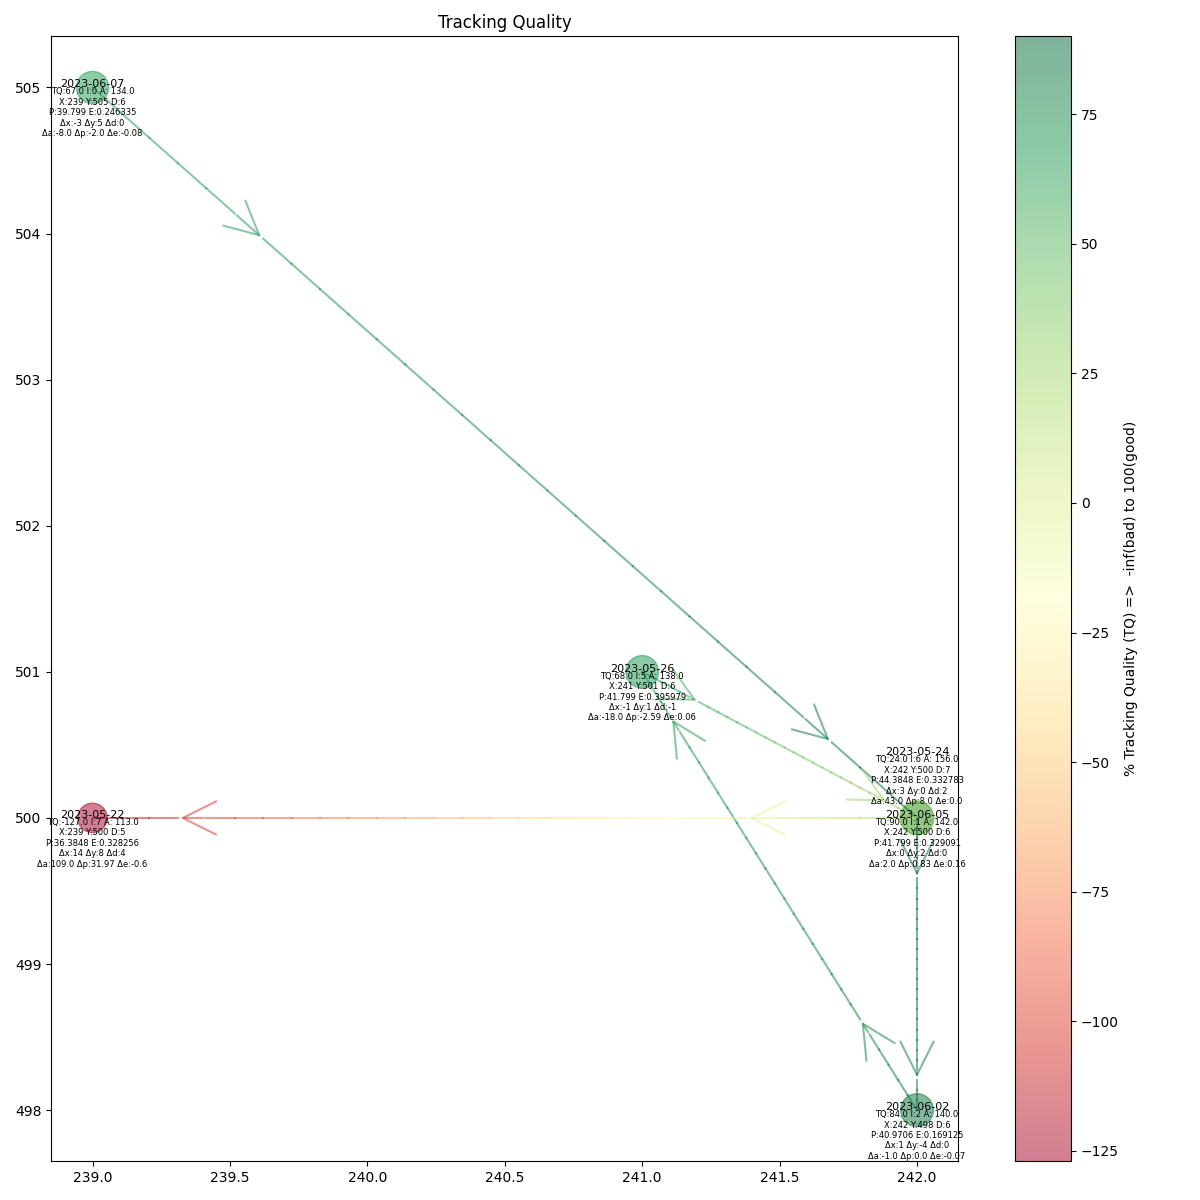 Tracking Quality
505
504
503
502
501
500
499
498
239.0
239.5
240.0
240.5
241.0
241.5
242.0
2023-06-07
TQ:67.0 I:0 A: 134.0
X:239 Y:505 D:6
P:39.799 E:0.246335
Δx:-3 Δy:5 Δd:0
Δa:-8.0 Δp:-2.0 Δe:-0.08
2023-05-26
TQ:68.0 I:5 A: 138.0
X:241 Y:501 D:6
P:41.799 E:0.395979
Δx:-1 Δy:1 Δd:-1
Δa:-18.0 Δp:-2.59 Δe:0.06
2023-05-24
TQ:24.0 I:6 A: 156.0
X:242 Y:500 D:7
P:44.3848 E:0.332783
Δx:3 Δy:0 Δd:2
Δa:43.0 Δp:8.0 Δe:0.0
2023-06-05
TQ:90.0 I:1 A: 142.0
X:242 Y:500 D:6
P:41.799 E:0.329091
Δx:0 Δy:2 Δd:0
Δa:2.0 Δp:0.83 Δe:0.16
2023-05-22
TQ:-127.0 I:7 A: 113.0
X:239 Y:500 D:5
P:36.3848 E:0.328256
Δx:14 Δy:8 Δd:4
Δa:109.0 Δp:31.97 Δe:-0.6
2023-06-02
TQ:84.0 I:2 A: 140.0
X:242 Y:498 D:6
P:40.9706 E:0.169125
Δx:1 Δy:-4 Δd:0
Δa:-1.0 Δp:0.0 Δe:-0.07
75
50
25
0
−25
−50
−75
−100
−125
% Tracking Quality (TQ) => -inf(bad) to 100(good)